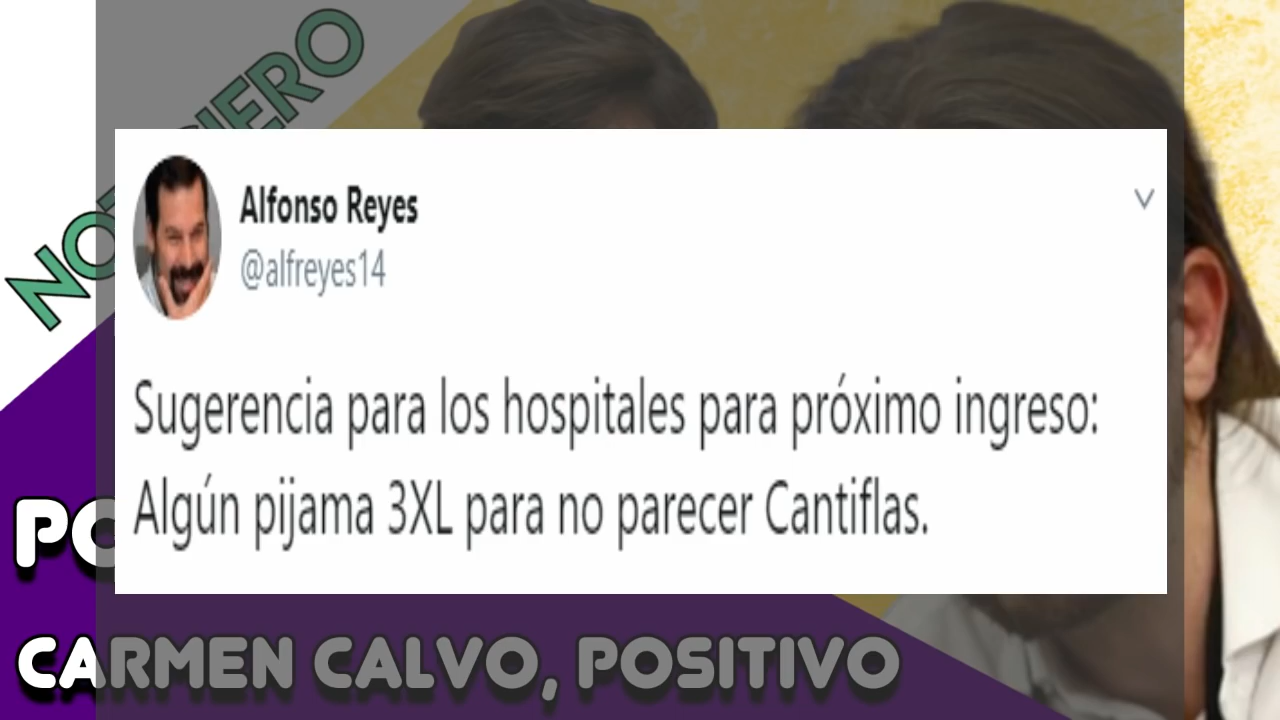 Alfonso Reyes
@alfreyes14
Sugerencia para los hospitales para próximo ingreso:
Algún pijama 3XL para no parecer Cantiflas.
CARMEN CALVO, POSITIVO